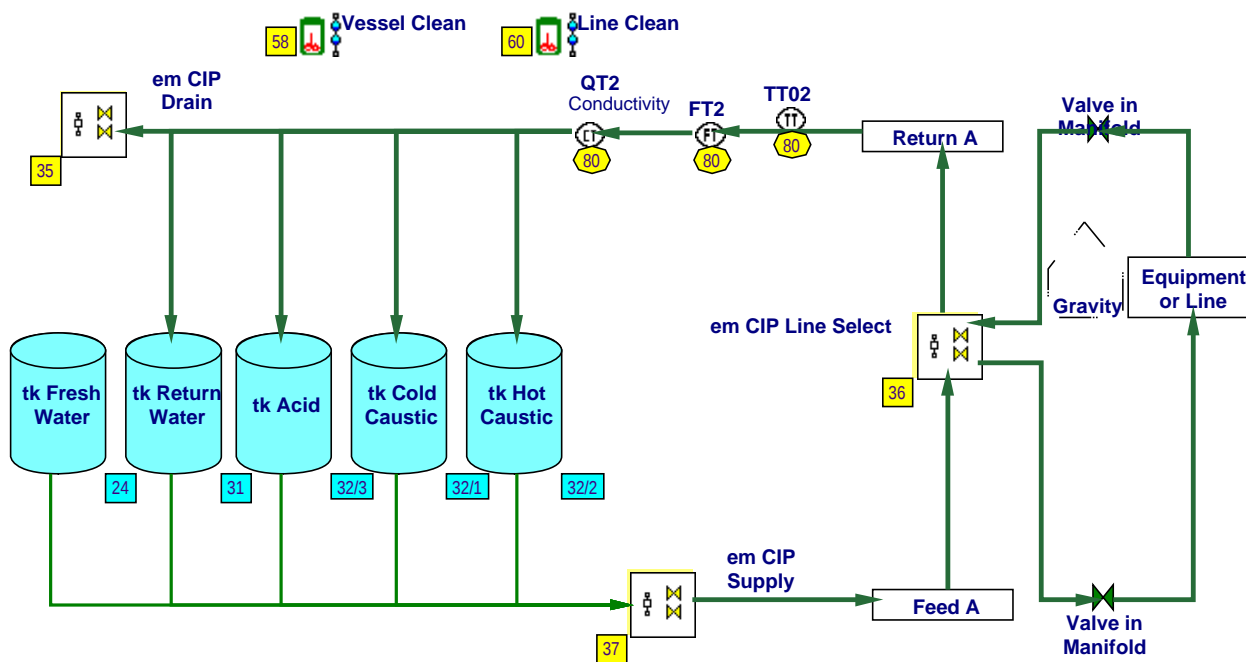 Vessel Clean
Line Clean
58
60
em CIP
Drain
QT2
Conductivity
FT2
TT02
Valve in
Manifold
CT
FT
TT
Return A
35
80
80
80
Equipment
or Line
Gravity
em CIP Line Select
tk Fresh
Water
tk Return
Water
tk Acid
tk Cold
Caustic
tk Hot
Caustic
36
24
31
32/3
32/1
32/2
em CIP
Supply
Feed A
37
Valve in
Manifold